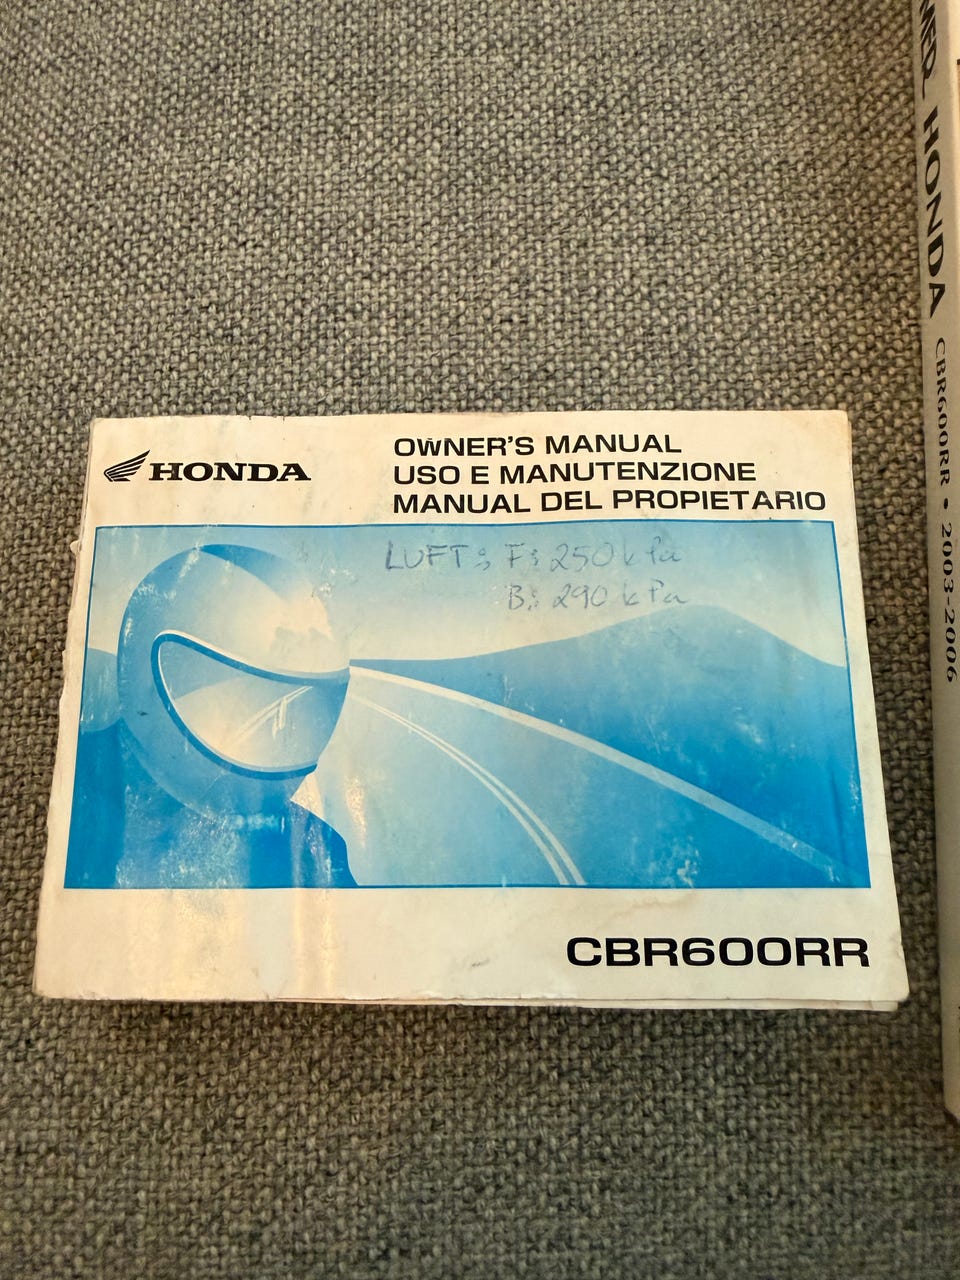 HONDA
OWNER'S MANUAL
USO E MANUTENZIONE
MANUAL DEL PROPIETARIO
LUFT: F: 250 kPa
B: 290 kPa
CBR600RR
HONDA CBR600RR • 2003-2006